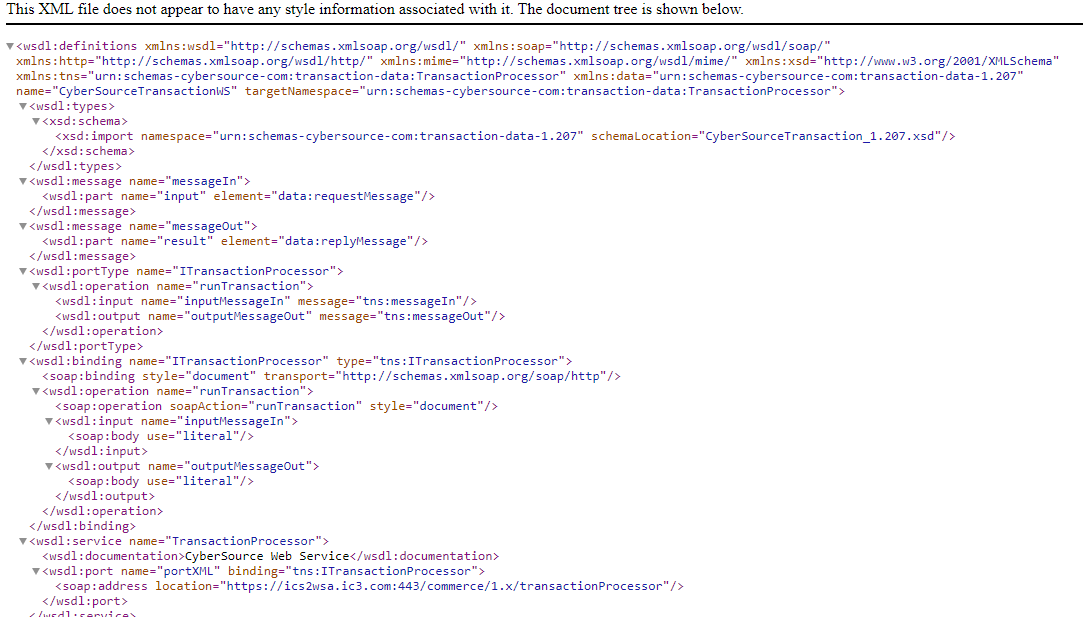 This XML file does not appear to have any style information associated with it. The document tree is shown below.
▼<wsdl:definitions xmlns:wsdl="http://schemas.xmlsoap.org/wsdl/" xmlns:soap="http://schemas.xmlsoap.org/wsdl/soap/"
xmlns:http="http://schemas.xmlsoap.org/wsdl/http/" xmlns:mime="http://schemas.xmlsoap.org/wsdl/mime/" xmlns:xsd="http://www.w3.org/2001/XMLSchema"
xmlns:tns="urn:schemas-cybersource-com:transaction-data:TransactionProcessor" xmlns:data="urn:schemas-cybersource-com:transaction-data-1.207"
name="CyberSourceTransactionWS" targetNamespace="urn:schemas-cybersource-com:transaction-data:TransactionProcessor">
▼<wsdl:types>
▼<xsd:schema>
<xsd:import namespace="urn:schemas-cybersource-com:transaction-data-1.207" schemaLocation="CyberSourceTransaction_1.207.xsd"/>
</xsd:schema>
</wsdl:types>
▼<wsdl:message name="messageIn">
<wsdl:part name="input" element="data:requestMessage"/>
</wsdl:message>
▼<wsdl:message name="messageOut">
<wsdl:part name="result" element="data:replyMessage"/>
</wsdl:message>
▼<wsdl:portType name="ITransactionProcessor">
▼<wsdl:operation name="runTransaction">
<wsdl:input name="inputMessageIn" message="tns:messageIn"/>
<wsdl:output name="outputMessageOut" message="tns:messageOut"/>
</wsdl:operation>
</wsdl:portType>
▼<wsdl:binding name="ITransactionProcessor" type="tns:ITransactionProcessor">
<soap:binding style="document" transport="http://schemas.xmlsoap.org/soap/http"/>
▼<wsdl:operation name="runTransaction">
<soap:operation soapAction="runTransaction" style="document"/>
▼<wsdl:input name="inputMessageIn">
<soap:body use="literal"/>
</wsdl:input>
▼<wsdl:output name="outputMessageOut">
<soap:body use="literal"/>
</wsdl:output>
</wsdl:operation>
</wsdl:binding>
▼<wsdl:service name="TransactionProcessor">
<wsdl:documentation>CyberSource Web Service</wsdl:documentation>
▼<wsdl:port name="portXML" binding="tns:ITransactionProcessor">
<soap:address location="https://ics2wsa.ic3.com:443/commerce/1.x/transactionProcessor"/>
</wsdl:port>
</wsdl:service>